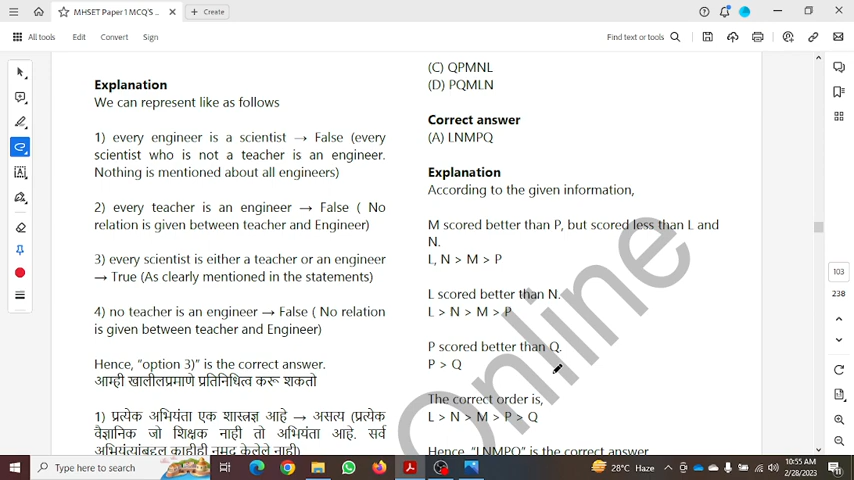 MHSET Paper 1 MCQ'S ...
Create
All tools
Edit
Convert
Sign
Find text or tools
Explanation
We can represent like as follows
1) every engineer is a scientist → False (every
scientist who is not a teacher is an engineer.
Nothing is mentioned about all engineers)
2) every teacher is an engineer → False ( No
relation is given between teacher and Engineer)
3) every scientist is either a teacher or an engineer
→ True (As clearly mentioned in the statements)
4) no teacher is an engineer → False ( No relation
is given between teacher and Engineer)
Hence, “option 3)” is the correct answer.
आम्ही खालीलप्रमाणे प्रतिनिधित्व करू शकतो
1) प्रत्येक अभियंता एक शास्त्रज्ञ आहे → असत्य (प्रत्येक
वैज्ञानिक जो शिक्षक नाही तो अभियंता आहे. सर्व
अभियंत्यांबद्दल काहीही नमूद केलेले नाही)
(C) QPMNL
(D) PQMLN
Correct answer
(A) LNMPQ
Explanation
According to the given information,
M scored better than P, but scored less than L and
N.
L, N > M > P
L scored better than N.
L > N > M > P
P scored better than Q.
P > Q
The correct order is,
L > N > M > P > Q
Hence, “LNMPQ” is the correct answer
Online
103
238
Type here to search
28°C Haze
10:55 AM
2/28/2023